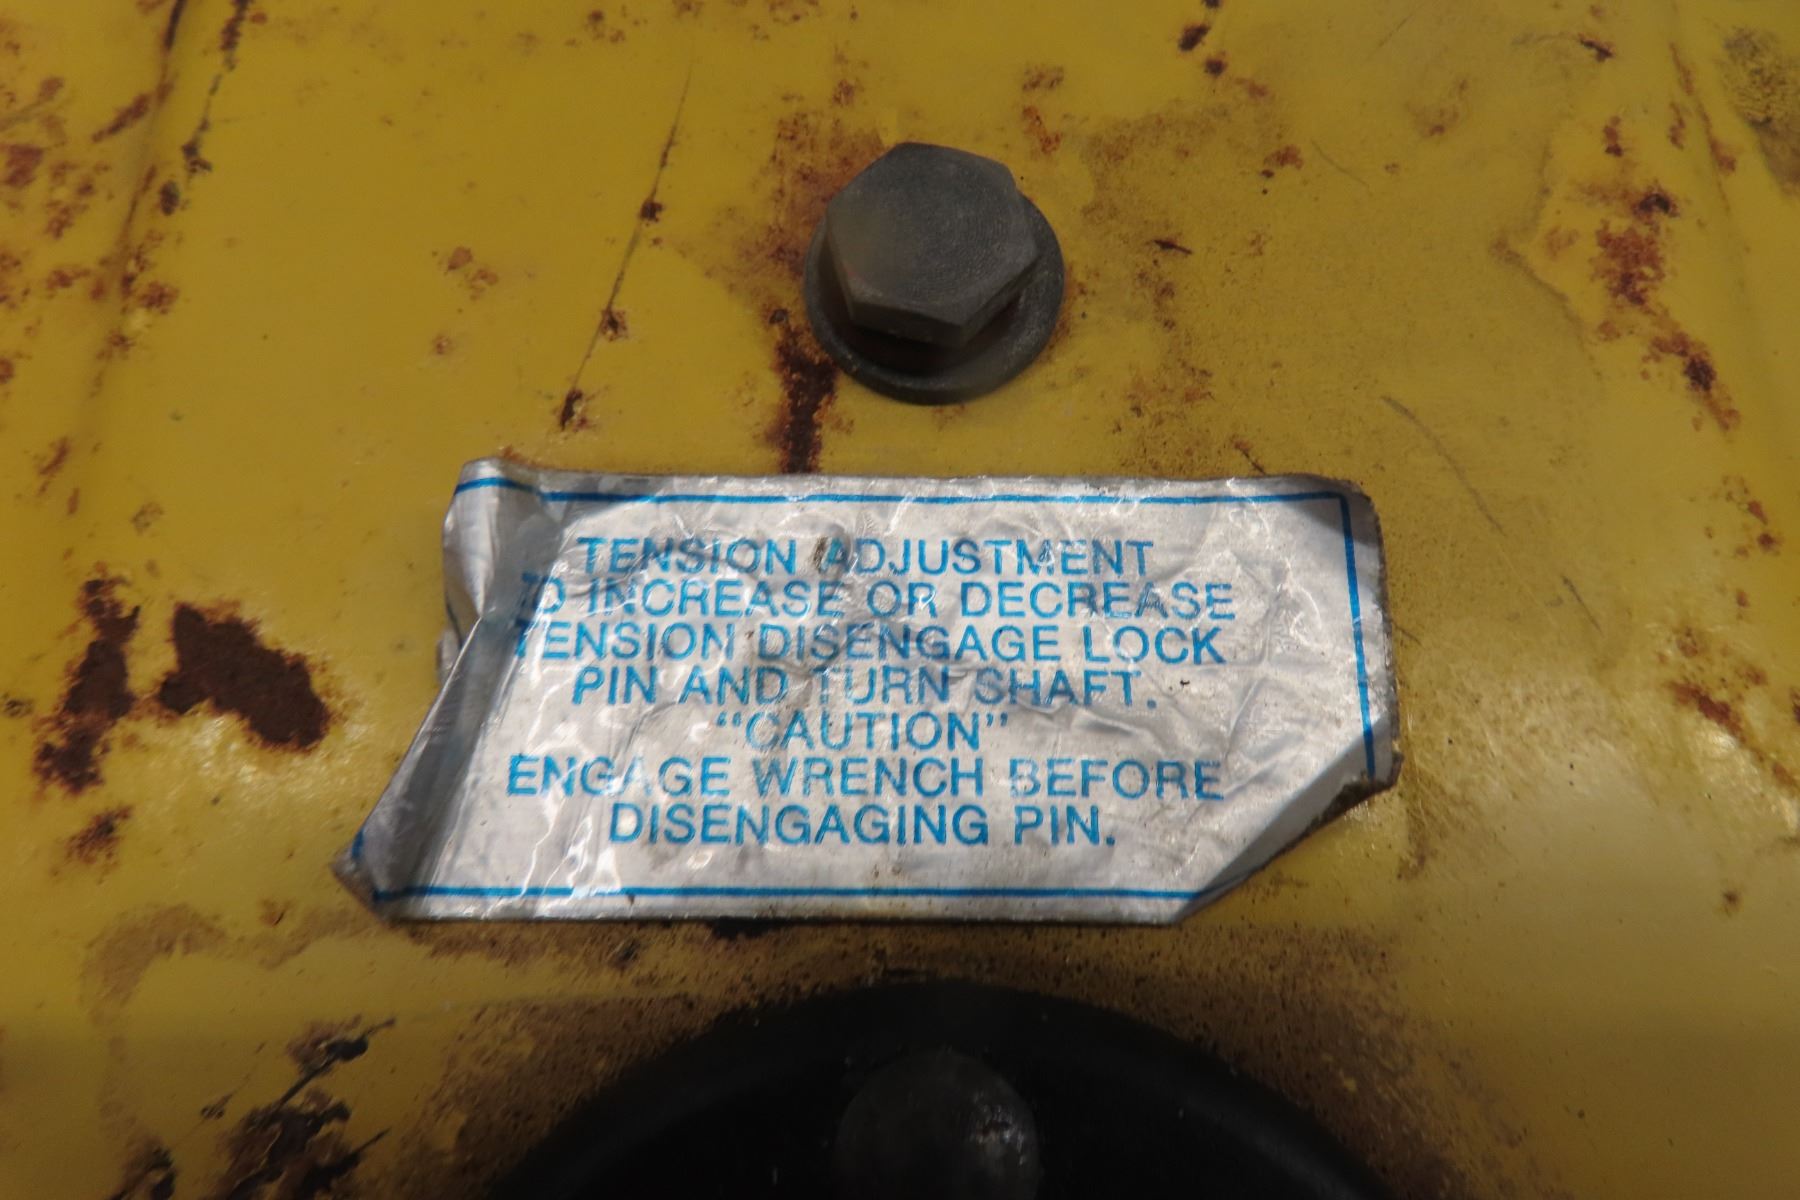 TENSION ADJUSTMENT
TO INCREASE OR DECREASE
TENSION DISENGAGE LOCK
PIN AND TURN SHAFT.
"CAUTION"
ENGAGE WRENCH BEFORE
DISENGAGING PIN.